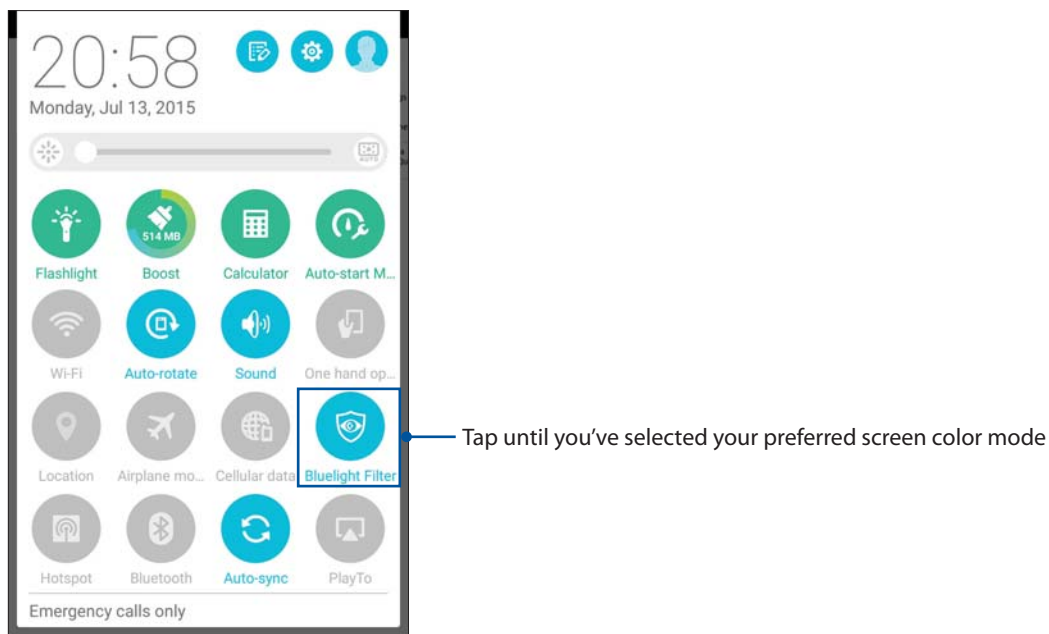 20:58
Monday, Jul 13, 2015
AUTO
514 MB
Flashlight
Boost
Calculator
Auto-start M...
Wi-Fi
Auto-rotate
Sound
One hand op...
Location
Airplane mo...
Cellular data
Bluelight Filter
Tap until you’ve selected your preferred screen color mode
Hotspot
Bluetooth
Auto-sync
PlayTo
Emergency calls only